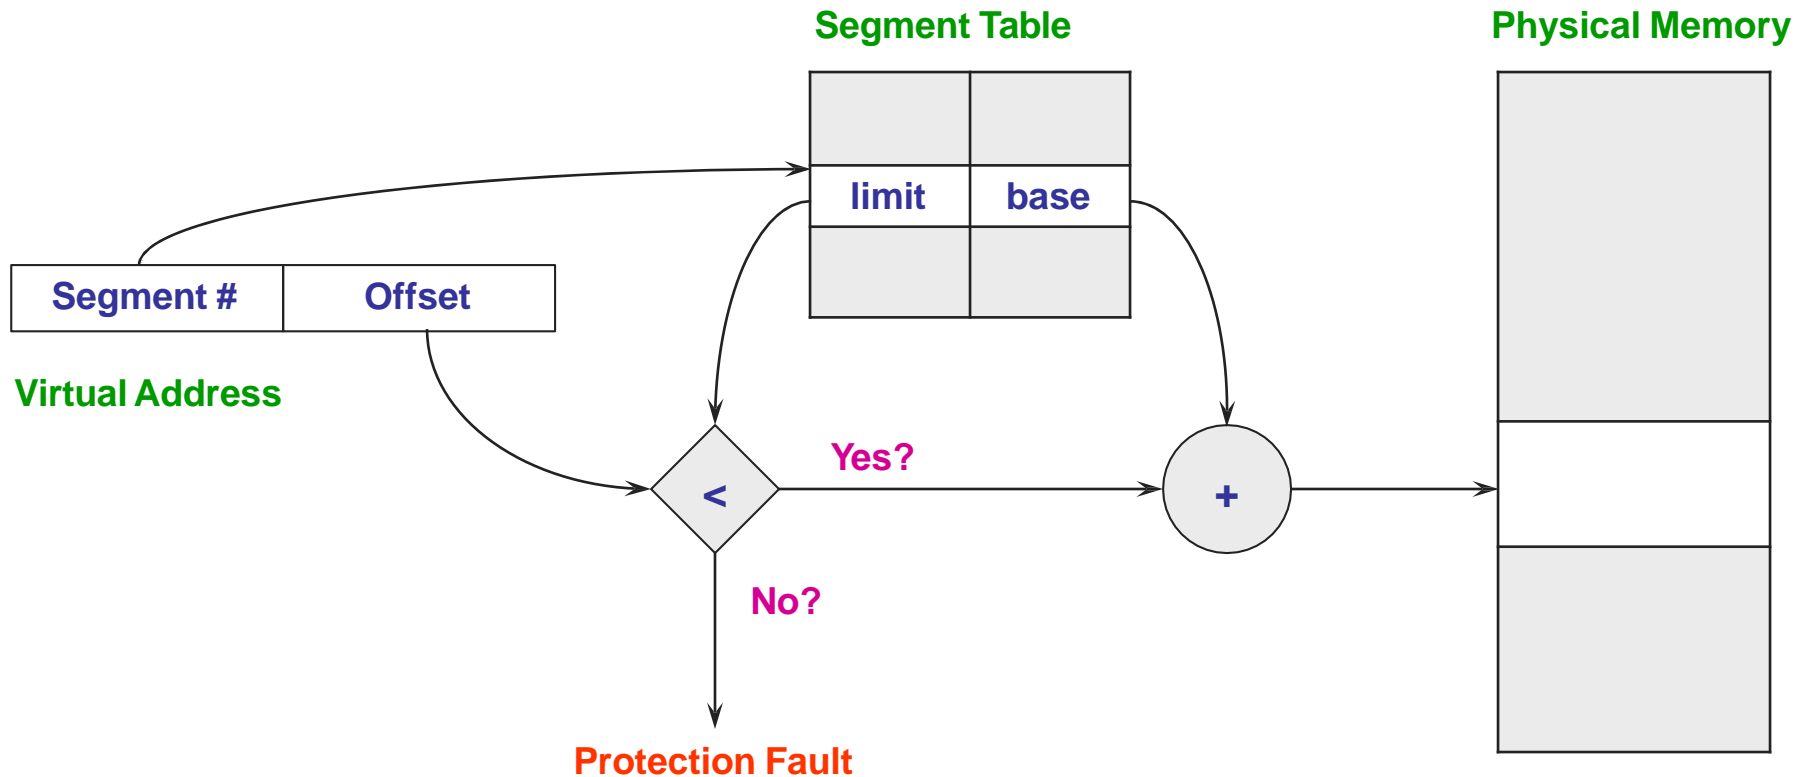 Segment Table
Physical Memory
limit
base
Segment #
Offset
Virtual Address
<
Yes?
+
No?
Protection Fault